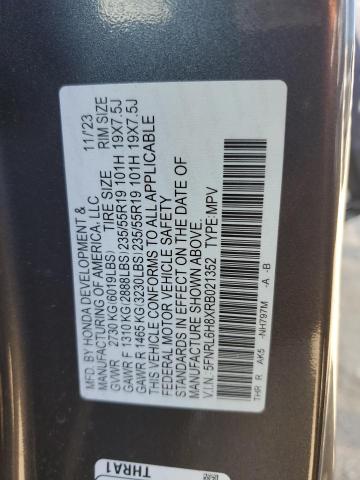 MFD. BY HONDA DEVELOPMENT & 11/23
MANUFACTURING OF AMERICA, LLC
TIRE SIZE RIM SIZE
GVWR 2730 KG(6019LBS)
GAWR F 1310 KG(2888LBS) 235/55R19 101H 19X7.5J
GAWR R 1465 KG(3230LBS) 235/55R19 101H 19X7.5J
THIS VEHICLE CONFORMS TO ALL APPLICABLE
FEDERAL MOTOR VEHICLE SAFETY
STANDARDS IN EFFECT ON THE DATE OF
MANUFACTURE SHOWN ABOVE.
V.I.N.:5FNRL6H8XRB021352 TYPE:MPV
THR R AK5 -NH797M -A -B
THRA1